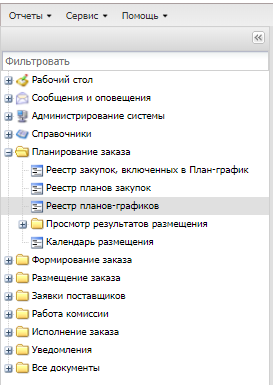 Отчеты Сервис Помощь
Фильтровать
Рабочий стол
Сообщения и оповещения
Администрирование системы
Справочники
Планирование заказа
Реестр закупок, включенных в План-график
Реестр планов закупок
Реестр планов-графиков
Просмотр результатов размещения
Календарь размещения
Формирование заказа
Размещение заказа
Заявки поставщиков
Работа комиссии
Исполнение заказа
Уведомления
Все документы